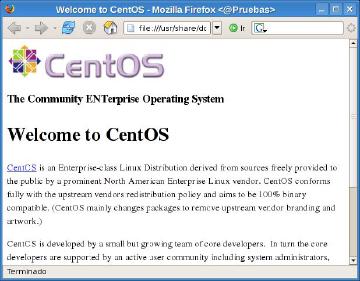 Welcome to CentOS - Mozilla Firefox <@Pruebas>
file:///usr/share/do
Ir
CentOS
The Community ENTerprise Operating System
Welcome to CentOS
CentOS is an Enterprise-class Linux Distribution derived from sources freely provided to
the public by a prominent North American Enterprise Linux vendor. CentOS conforms
fully with the upstream vendors redistribution policy and aims to be 100% binary
compatible. (CentOS mainly changes packages to remove upstream vendor branding and
artwork.)
CentOS is developed by a small but growing team of core developers. In turn the core
developers are supported by an active user community including system administrators,
Terminado